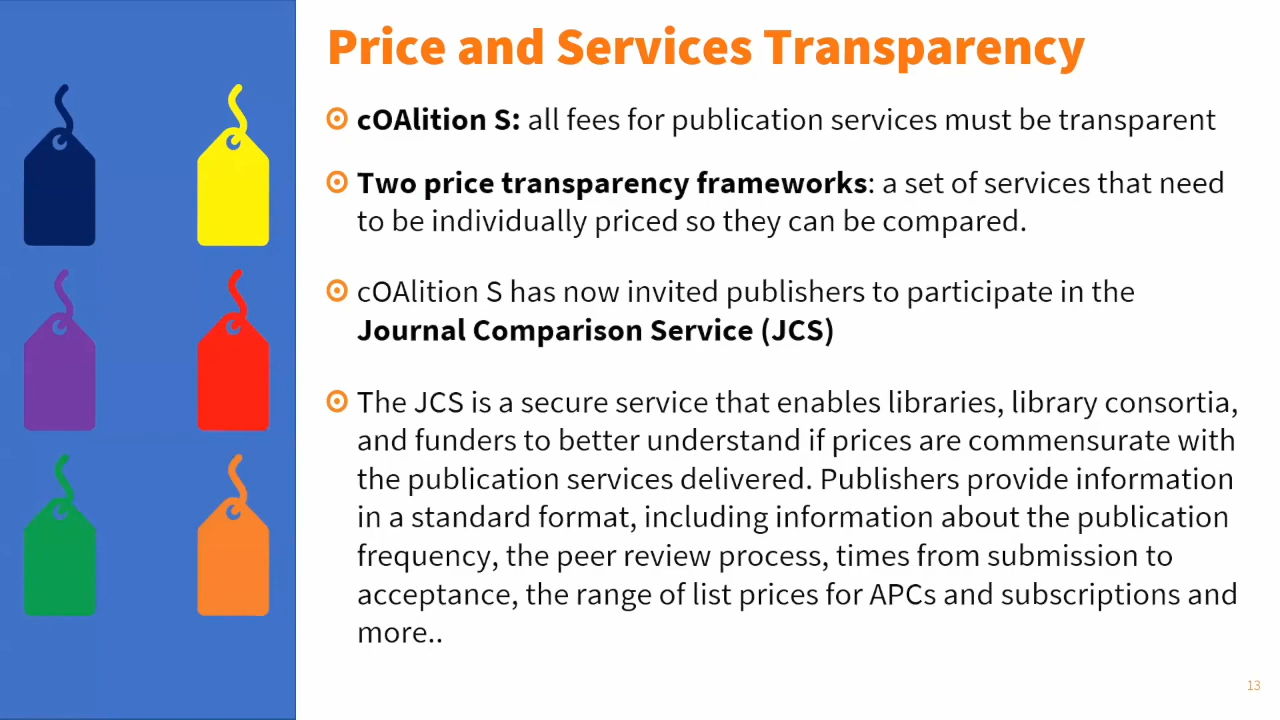 Price and Services Transparency
cOAlition S: all fees for publication services must be transparent
Two price transparency frameworks: a set of services that need
to be individually priced so they can be compared.
cOAlition S has now invited publishers to participate in the
Journal Comparison Service (JCS)
The JCS is a secure service that enables libraries, library consortia,
and funders to better understand if prices are commensurate with
the publication services delivered. Publishers provide information
in a standard format, including information about the publication
frequency, the peer review process, times from submission to
acceptance, the range of list prices for APCs and subscriptions and
more..
13